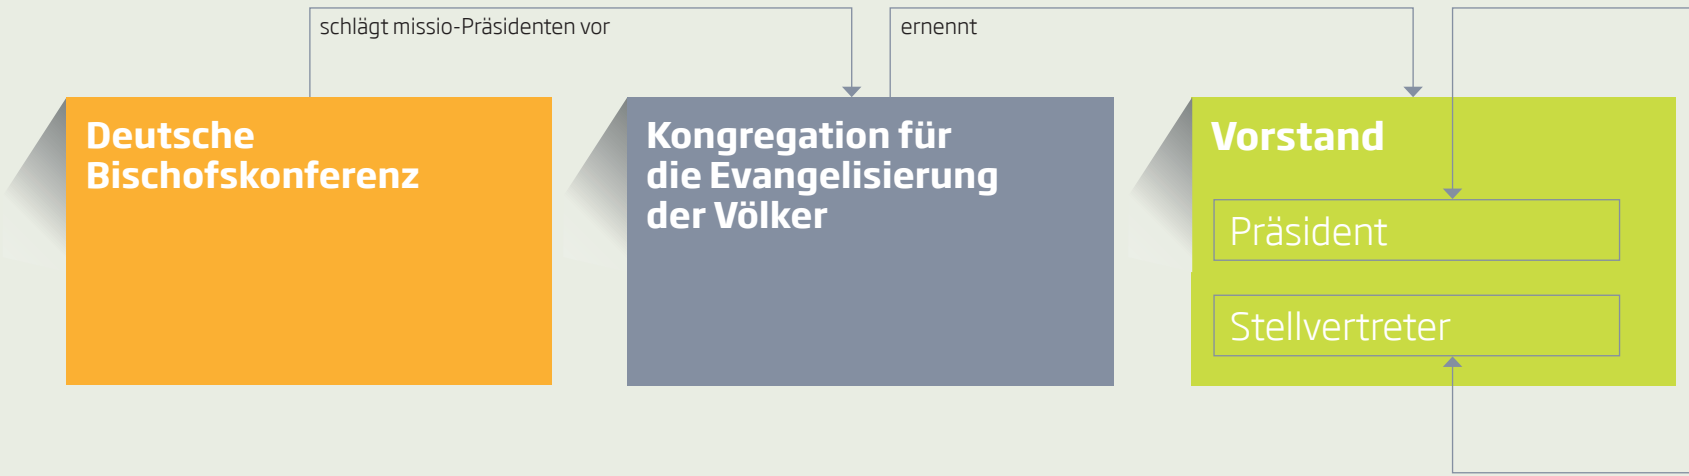 schlägt missio-Präsidenten vor
ernennt
Deutsche
Bischofskonferenz
Kongregation für
die Evangelisierung
der Völker
Vorstand
Präsident
Stellvertreter